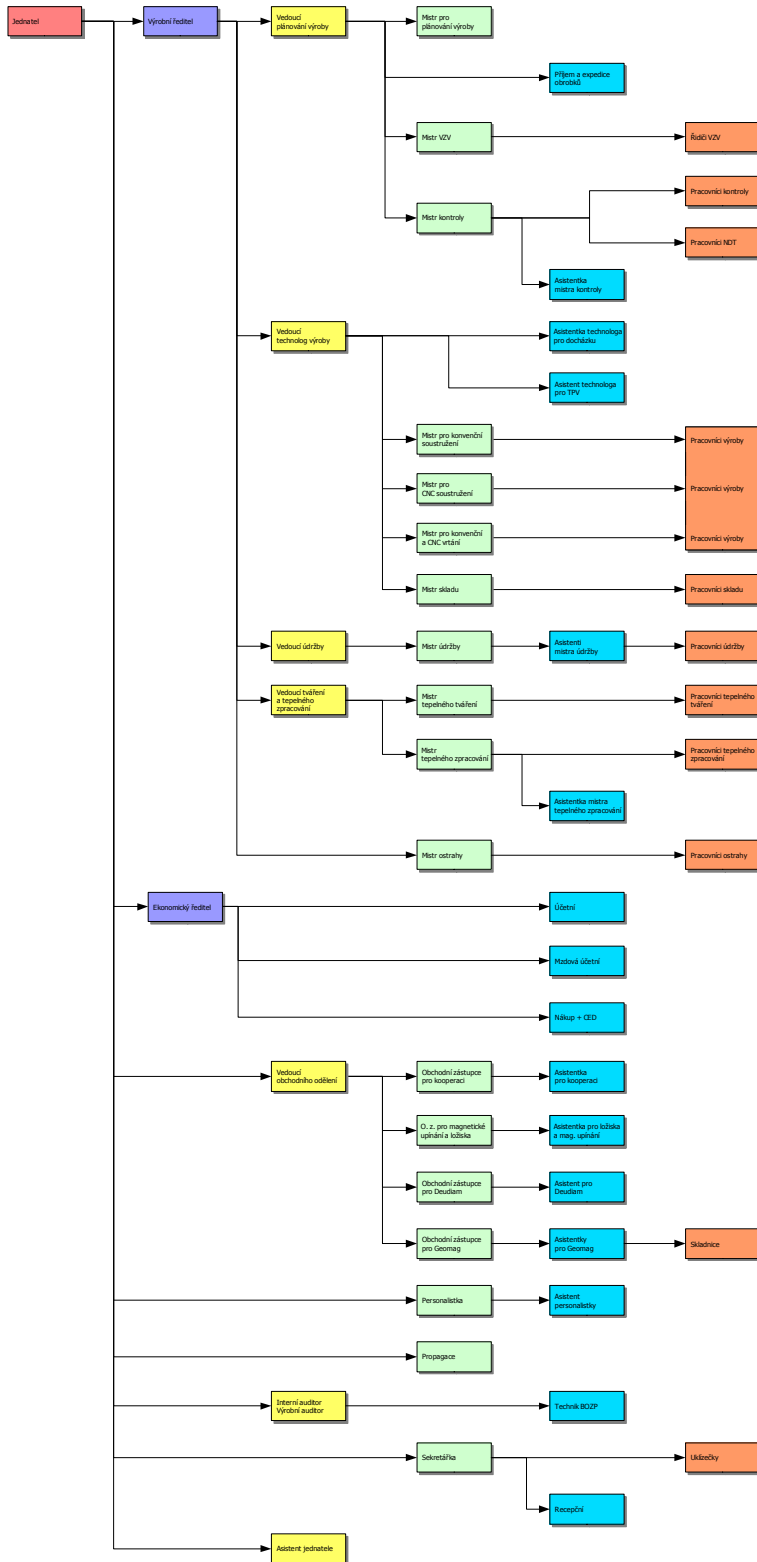 Jednatel
Výrobní ředitel
Vedoucí
plánování výroby
Mistr pro
plánování výroby
Příjem a expedice
obrobků
Mistr VZV
Řidiči VZV
Pracovníci kontroly
Mistr kontroly
Pracovníci NDT
Asistentka
mistra kontroly
Vedoucí
technolog výroby
Asistentka technologa
pro docházku
Asistent technologa
pro TPV
Mistr pro konvenční
soustružení
Pracovníci výroby
Mistr pro
CNC soustružení
Pracovníci výroby
Mistr pro konvenční
a CNC vrtání
Pracovníci výroby
Mistr skladu
Pracovníci skladu
Vedoucí údržby
Mistr údržby
Asistenti
mistra údržby
Pracovníci údržby
Vedoucí tváření
a tepelného
zpracování
Mistr
tepelného tváření
Pracovníci tepelného
tváření
Mistr
tepelného zpracování
Pracovníci tepelného
zpracování
Asistentka mistra
tepelného zpracování
Mistr ostrahy
Pracovníci ostrahy
Ekonomický ředitel
Účetní
Mzdová účetní
Nákup + CED
Vedoucí
obchodního odělení
Obchodní zástupce
pro kooperaci
Asistentka
pro kooperaci
O. z. pro magnetické
upínání a ložiska
Asistentka pro ložiska
a mag. upínání
Obchodní zástupce
pro Deudiam
Asistent pro
Deudiam
Obchodní zástupce
pro Geomag
Asistentky
pro Geomag
Skladnice
Personalistka
Asistent
personalistky
Propagace
Interní auditor
Výrobní auditor
Technik BOZP
Sekretářka
Uklízečky
Recepční
Asistent jednatele